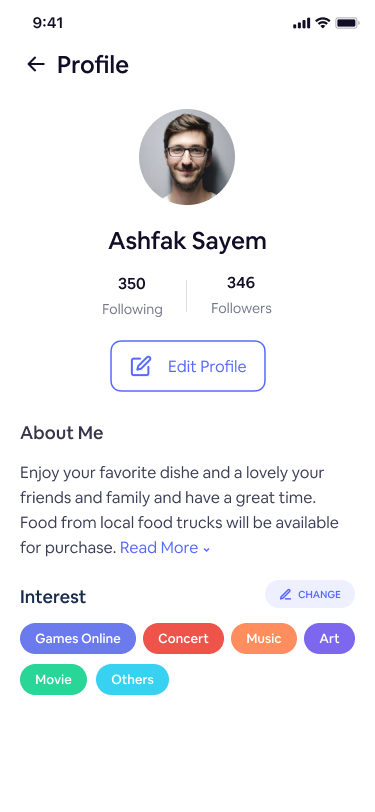 9:41
Profile
Ashfak Sayem
350
346
Following
Followers
Edit Profile
About Me
Enjoy your favorite dishe and a lovely your
friends and family and have a great time.
Food from local food trucks will be available
for purchase. Read More
Interest
CHANGE
Games Online Concert Music Art
Movie Others